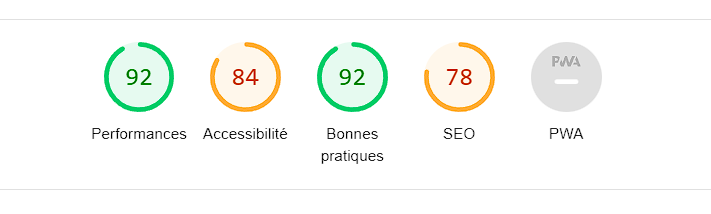 92 84 92 78 PWA
Performances Accessibilité Bonnes pratiques SEO PWA